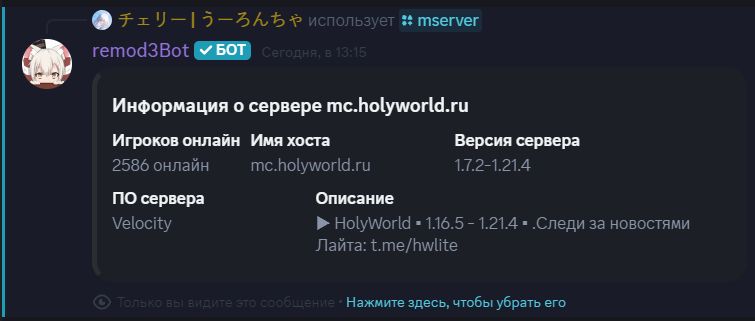 チェリー | うーろんちゃ использует mserver
remod3Bot ✓ БОТ Сегодня, в 13:15
Информация о сервере mc.holyworld.ru
Игроков онлайн Имя хоста Версия сервера
2586 онлайн mc.holyworld.ru 1.7.2-1.21.4
ПО сервера Описание
Velocity ▶ HolyWorld ▪ 1.16.5 - 1.21.4 ▪ .Следи за новостями
Лайта: t.me/hwlite
Только вы видите это сообщение • Нажмите здесь, чтобы убрать его